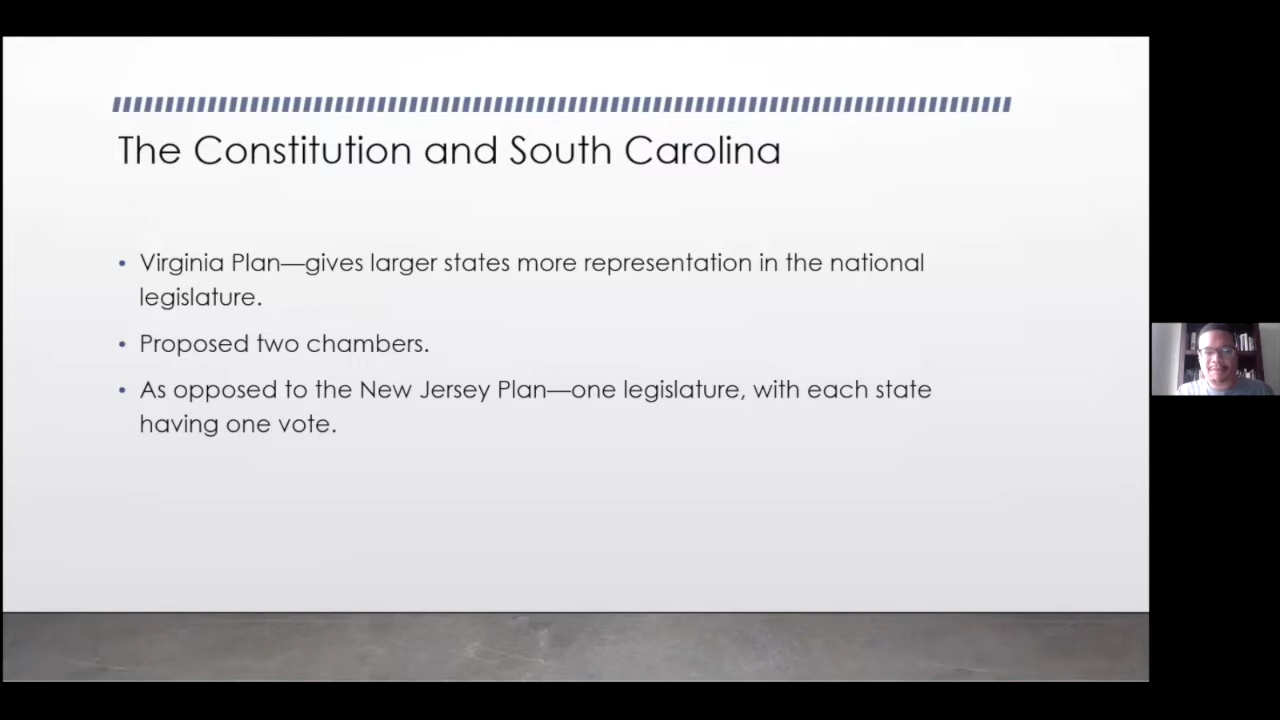 The Constitution and South Carolina
• Virginia Plan—gives larger states more representation in the national
legislature.
• Proposed two chambers.
• As opposed to the New Jersey Plan—one legislature, with each state
having one vote.